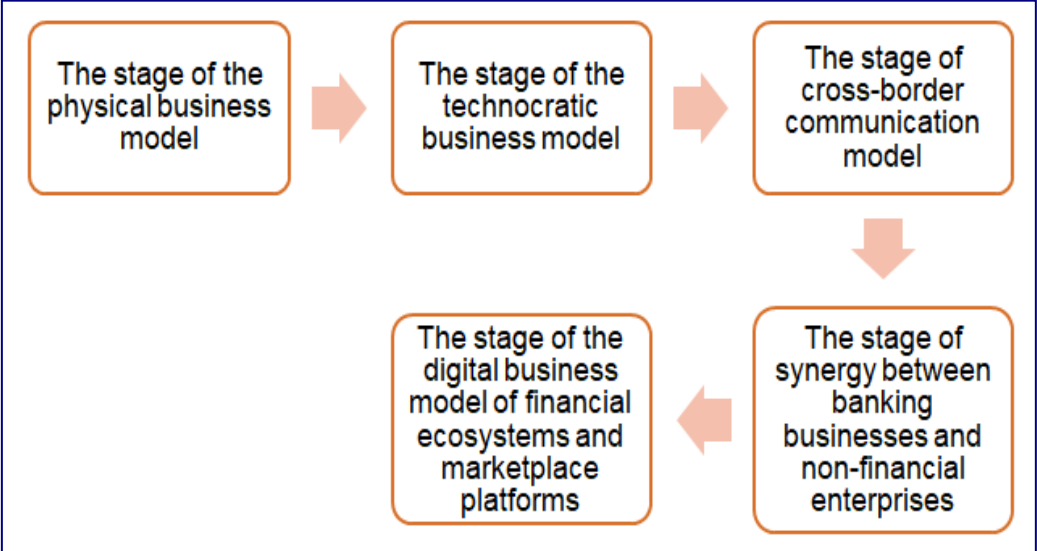 The stage of the
physical business
model
The stage of the
technocratic
business model
The stage of
cross-border
communication
model
The stage of
synergy between
banking
businesses and
non-financial
enterprises
The stage of the
digital business
model of financial
ecosystems and
marketplace
platforms